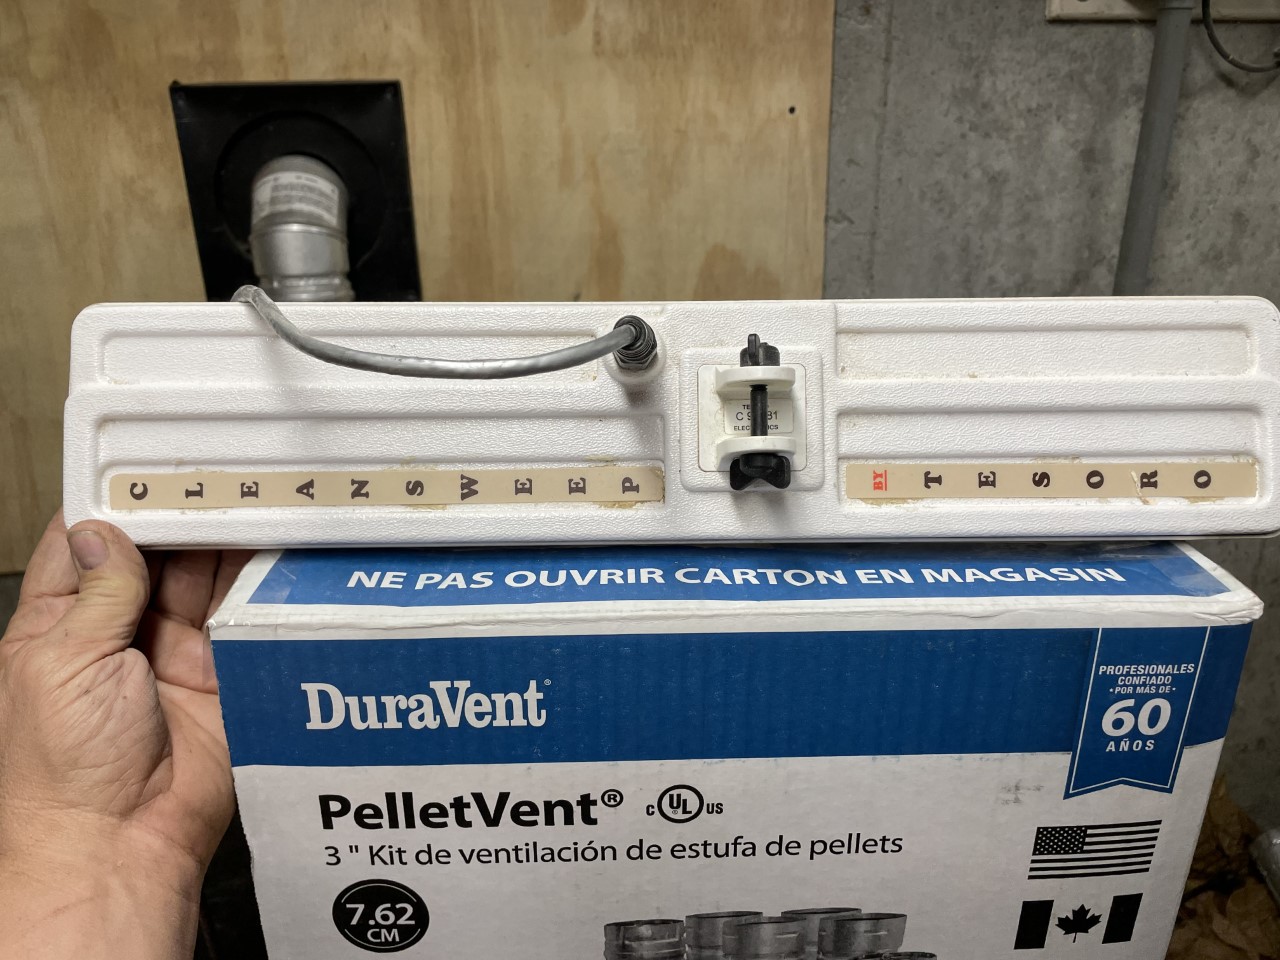 CLEANSWEEP
BY TESORO
ELECTRONICS
NE PAS OUVRIR CARTON EN MAGASIN
DuraVent®
PROFESIONALES
CONFIADO
•POR MÁS DE•
60
AÑOS
PelletVent® c UL US
3 " Kit de ventilación de estufa de pellets
7.62
CM